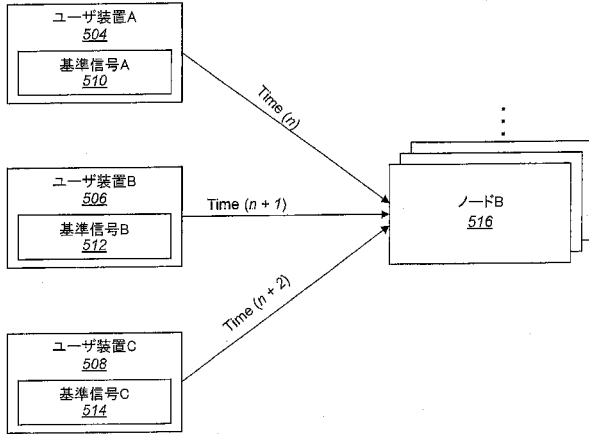 ユーザ装置A
504
基準信号A
510
Time (n)
ユーザ装置B
506
基準信号B
512
Time (n + 1)
ノードB
516
ユーザ装置C
508
基準信号C
514
Time (n + 2)